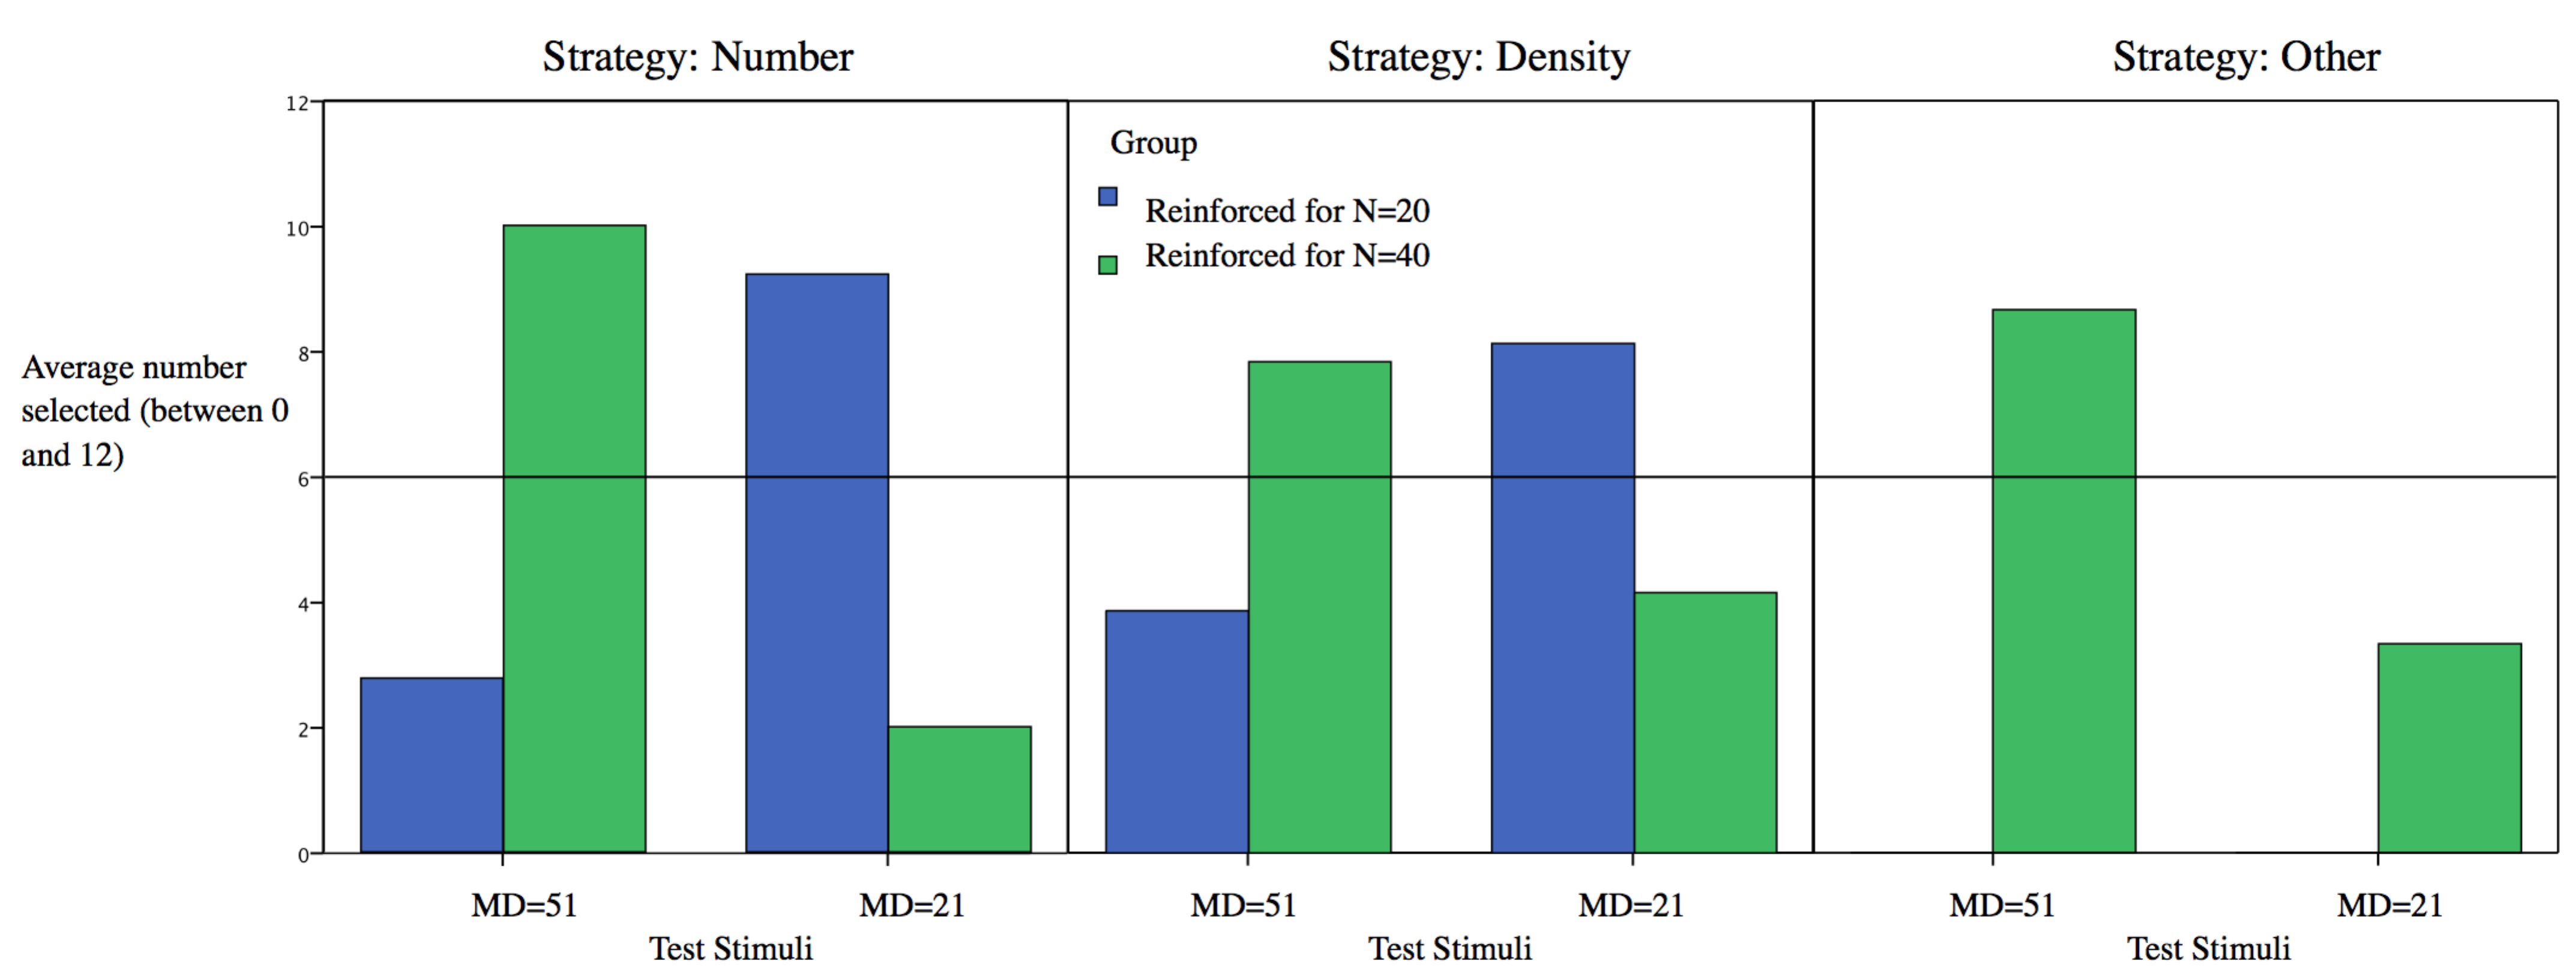 Strategy: Number
Strategy: Density
Strategy: Other
12
10
8
6
4
2
0
Average number
selected (between 0
and 12)
Group
Reinforced for N=20
Reinforced for N=40
MD=51
MD=21
MD=51
MD=21
MD=51
MD=21
Test Stimuli
Test Stimuli
Test Stimuli